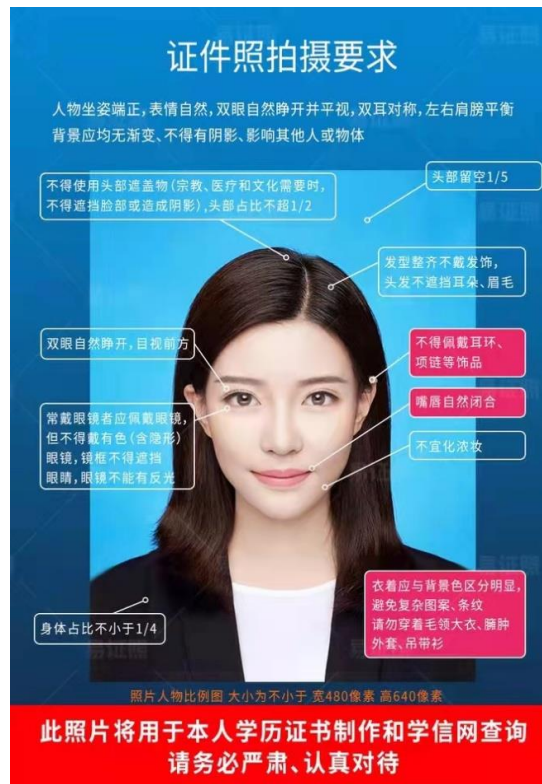 证件照拍摄要求
人物坐姿端正,表情自然,双眼自然睁开并平视,双耳对称,左右肩膀平衡
背景应均无渐变、不得有阴影、影响其他人或物体
头部留空1/5
不得使用头部遮盖物(宗教、医疗和文化需要时,
不得遮挡脸部或造成阴影),头部占比不超1/2
发型整齐不戴发饰,
头发不遮挡耳朵、眉毛
双眼自然睁开,目视前方
不得佩戴耳环、
项链等饰品
嘴唇自然闭合
常戴眼镜者应佩戴眼镜,
但不得戴有色(含隐形)
眼镜,镜框不得遮挡
眼睛,眼镜不能有反光
不宜化浓妆
衣着应与背景色区分明显,
避免复杂图案、条纹
请勿穿着毛领大衣、臃肿
外套、吊带衫
身体占比不小于1/4
照片人物比例图 大小为不小于 宽480像素 高640像素
此照片将用于本人学历证书制作和学信网查询
请务必严肃、认真对待